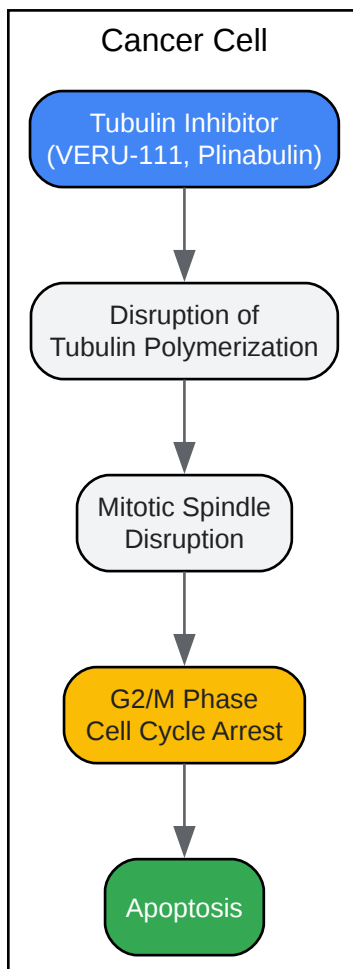 Cancer Cell
Tubulin Inhibitor
(VERU-111, Plinabulin)
Disruption of
Tubulin Polymerization
Mitotic Spindle
Disruption
G2/M Phase
Cell Cycle Arrest
Apoptosis